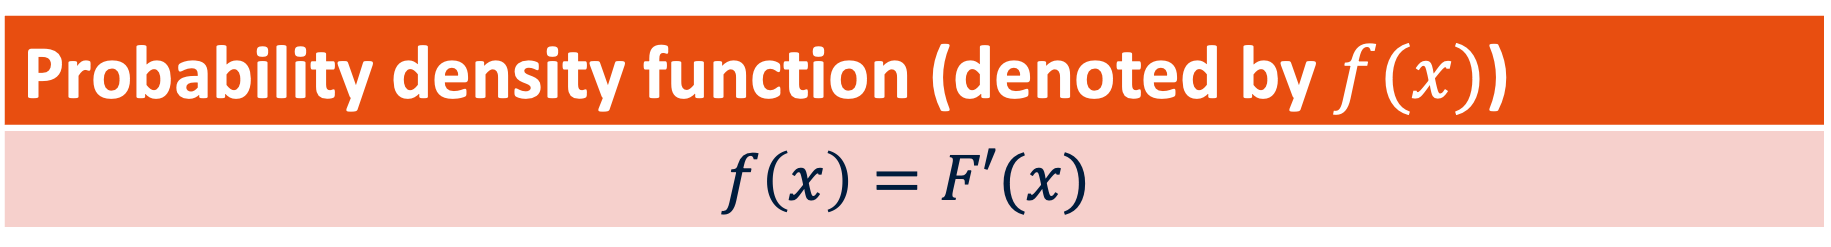 Probability density function (denoted by 𝑓(𝑥))
𝑓(𝑥) = 𝐹′(𝑥)